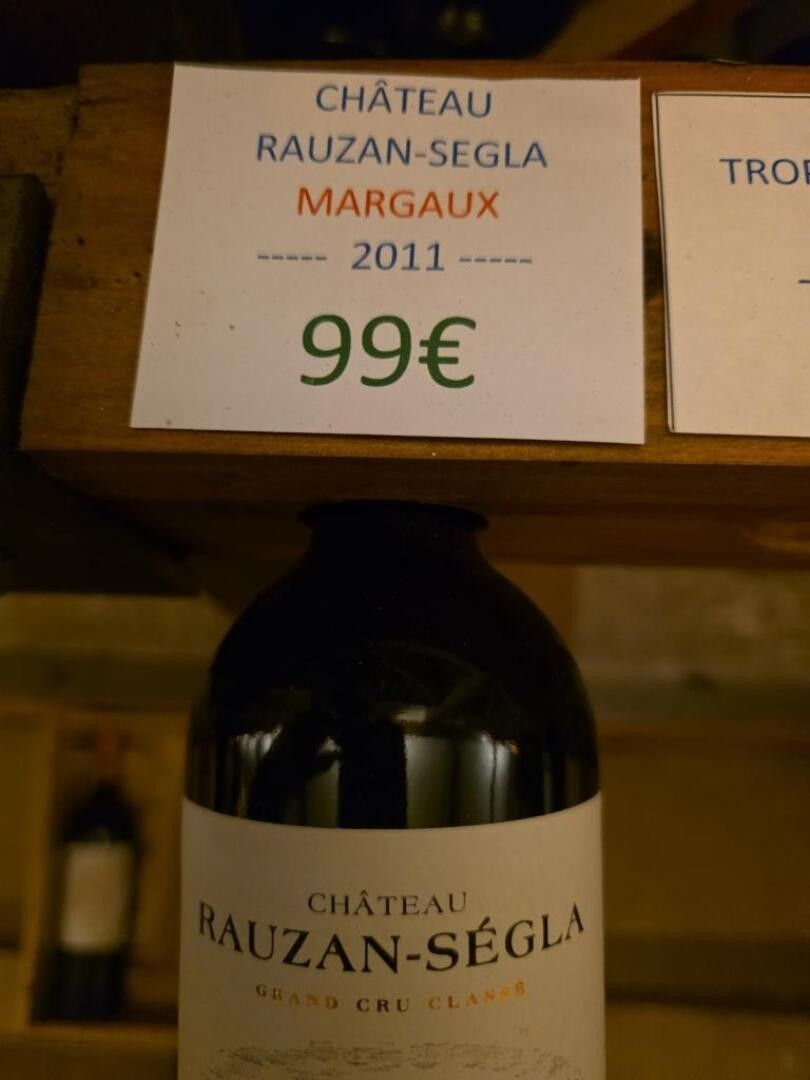 CHÂTEAU
RAUZAN-SEGLA
MARGAUX
----- 2011 -----
99€
CHÂTEAU
RAUZAN-SÉGLA
GRAND CRU CLASSÉ